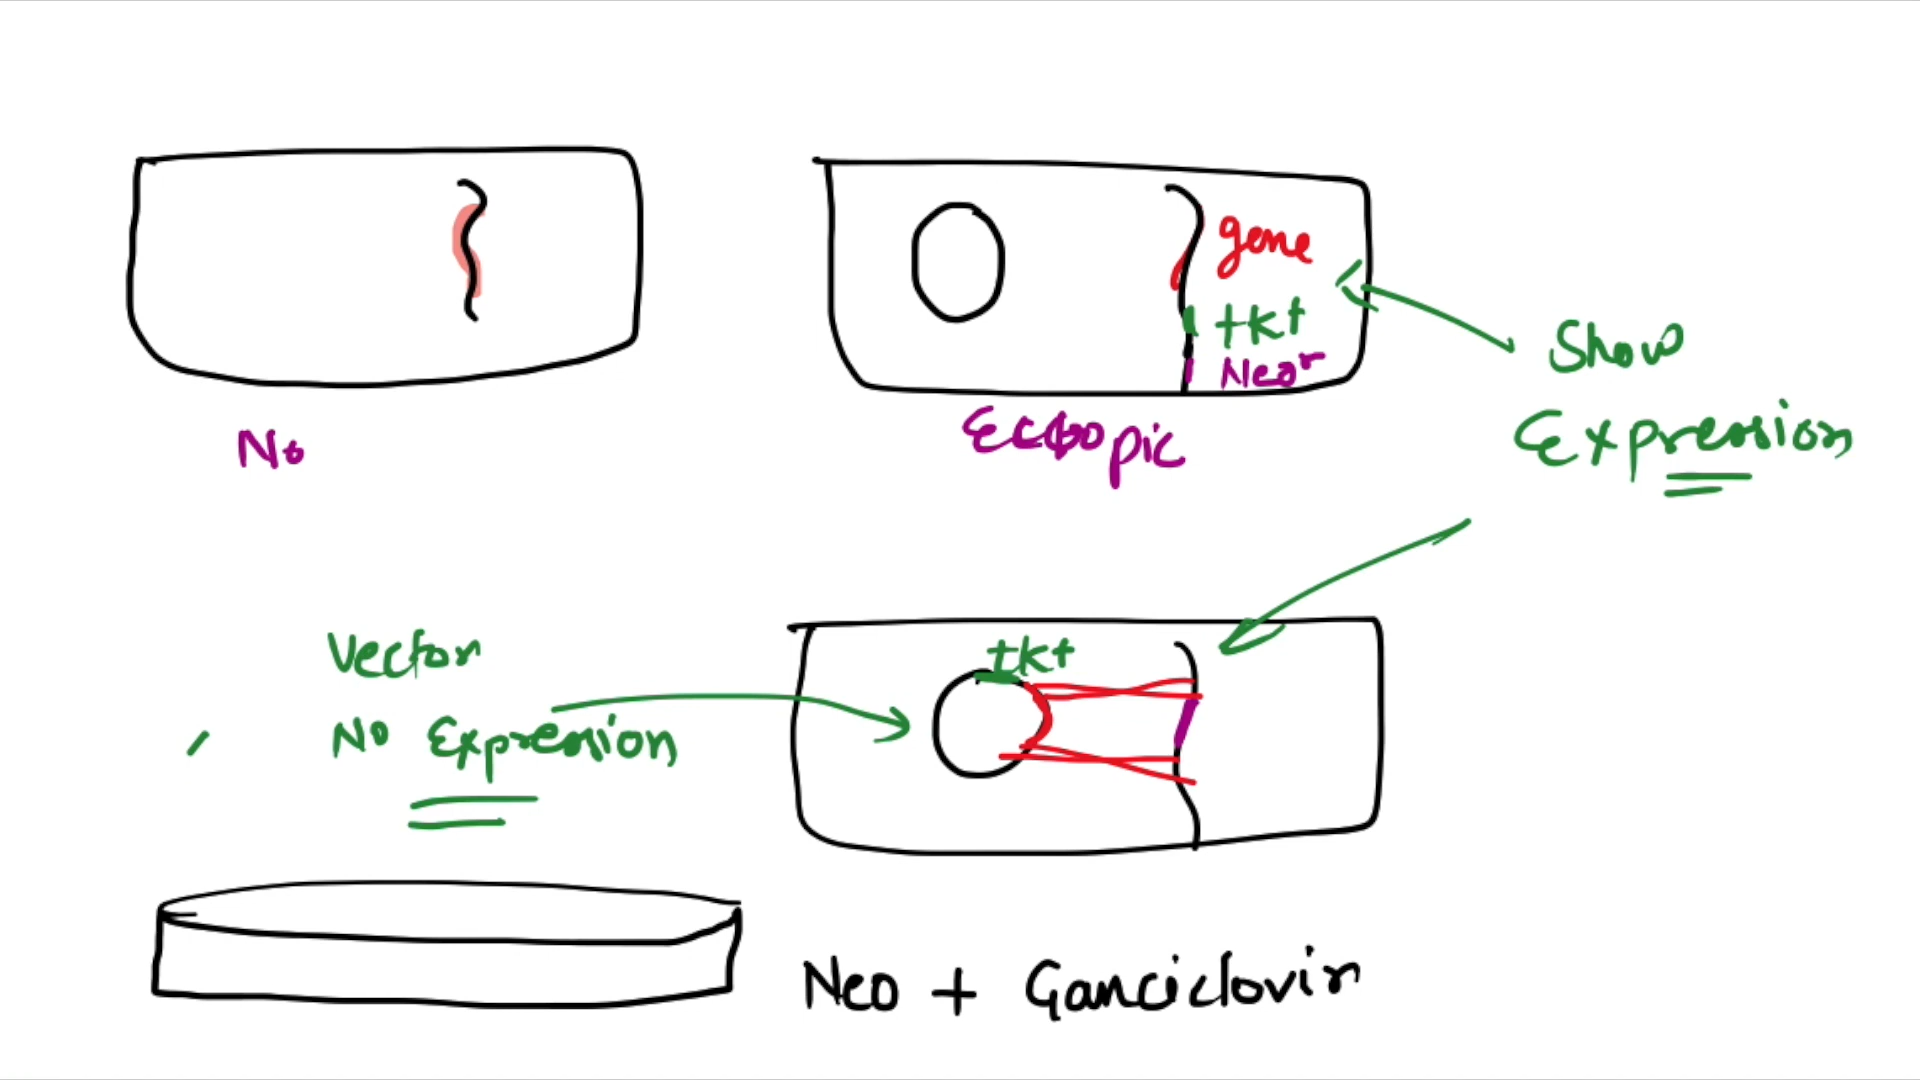 gene
tk+
Neor
No
Ectopic
Show
Expression
Vector
No Expression
tk+
Neo + Ganciclovir